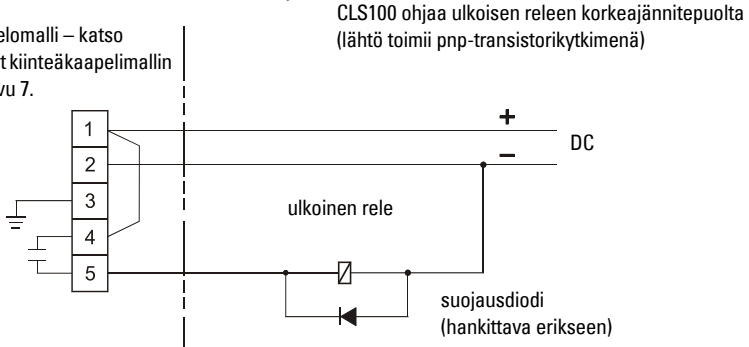 CLS100 ohjaa ulkoisen releen korkeajännitepuolta
(lähtö toimii pnp-transistorikytkimenä)
elomalli – katso
t kiinteäkaapelimallin
vu 7.
1
2
3
4
5
+
–
DC
ulkoinen rele
suojausdiodi
(hankittava erikseen)